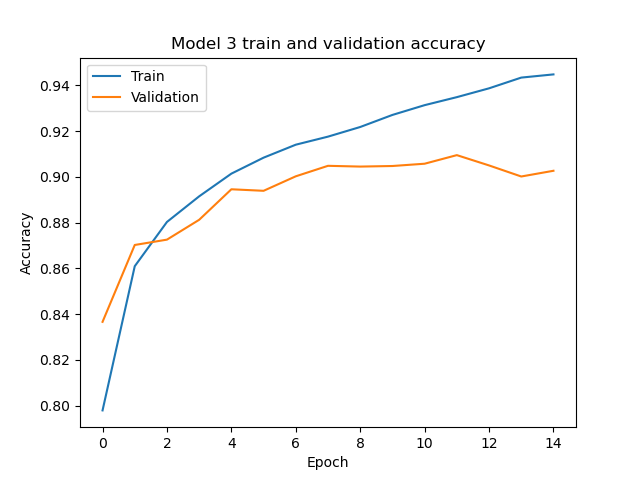 Model 3 train and validation accuracy
Train
Validation
Accuracy
0.94
0.92
0.90
0.88
0.86
0.84
0.82
0.80
0 2 4 6 8 10 12 14
Epoch